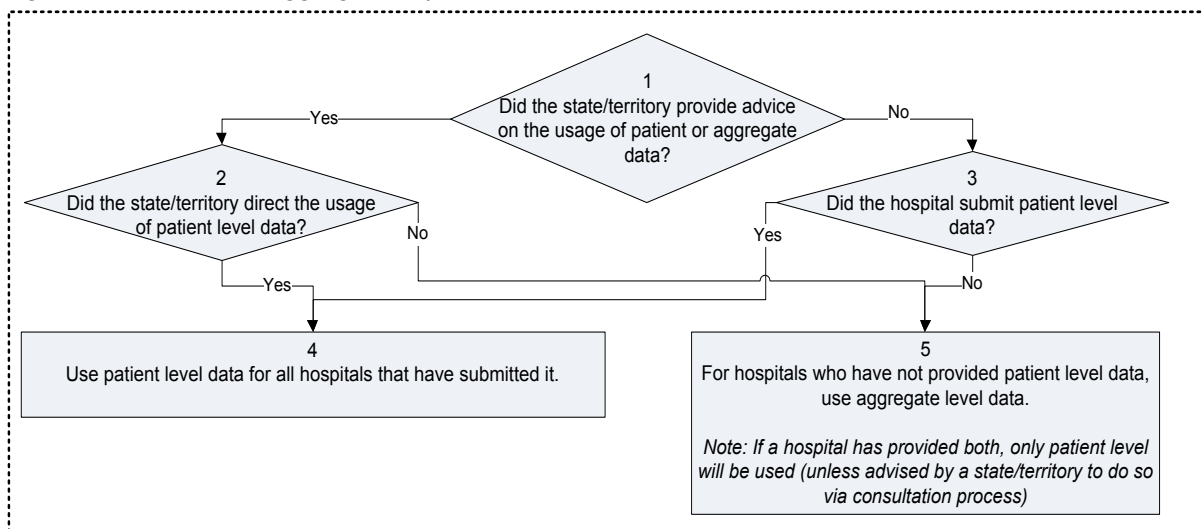 1
Did the state/territory provide advice
on the usage of patient or aggregate
data?
Yes
No
2
Did the state/territory direct the usage
of patient level data?
3
Did the hospital submit patient level
data?
No
Yes
Yes
No
4
Use patient level data for all hospitals that have submitted it.
5
For hospitals who have not provided patient level data,
use aggregate level data.
Note: If a hospital has provided both, only patient level
will be used (unless advised by a state/territory to do so
via consultation process)